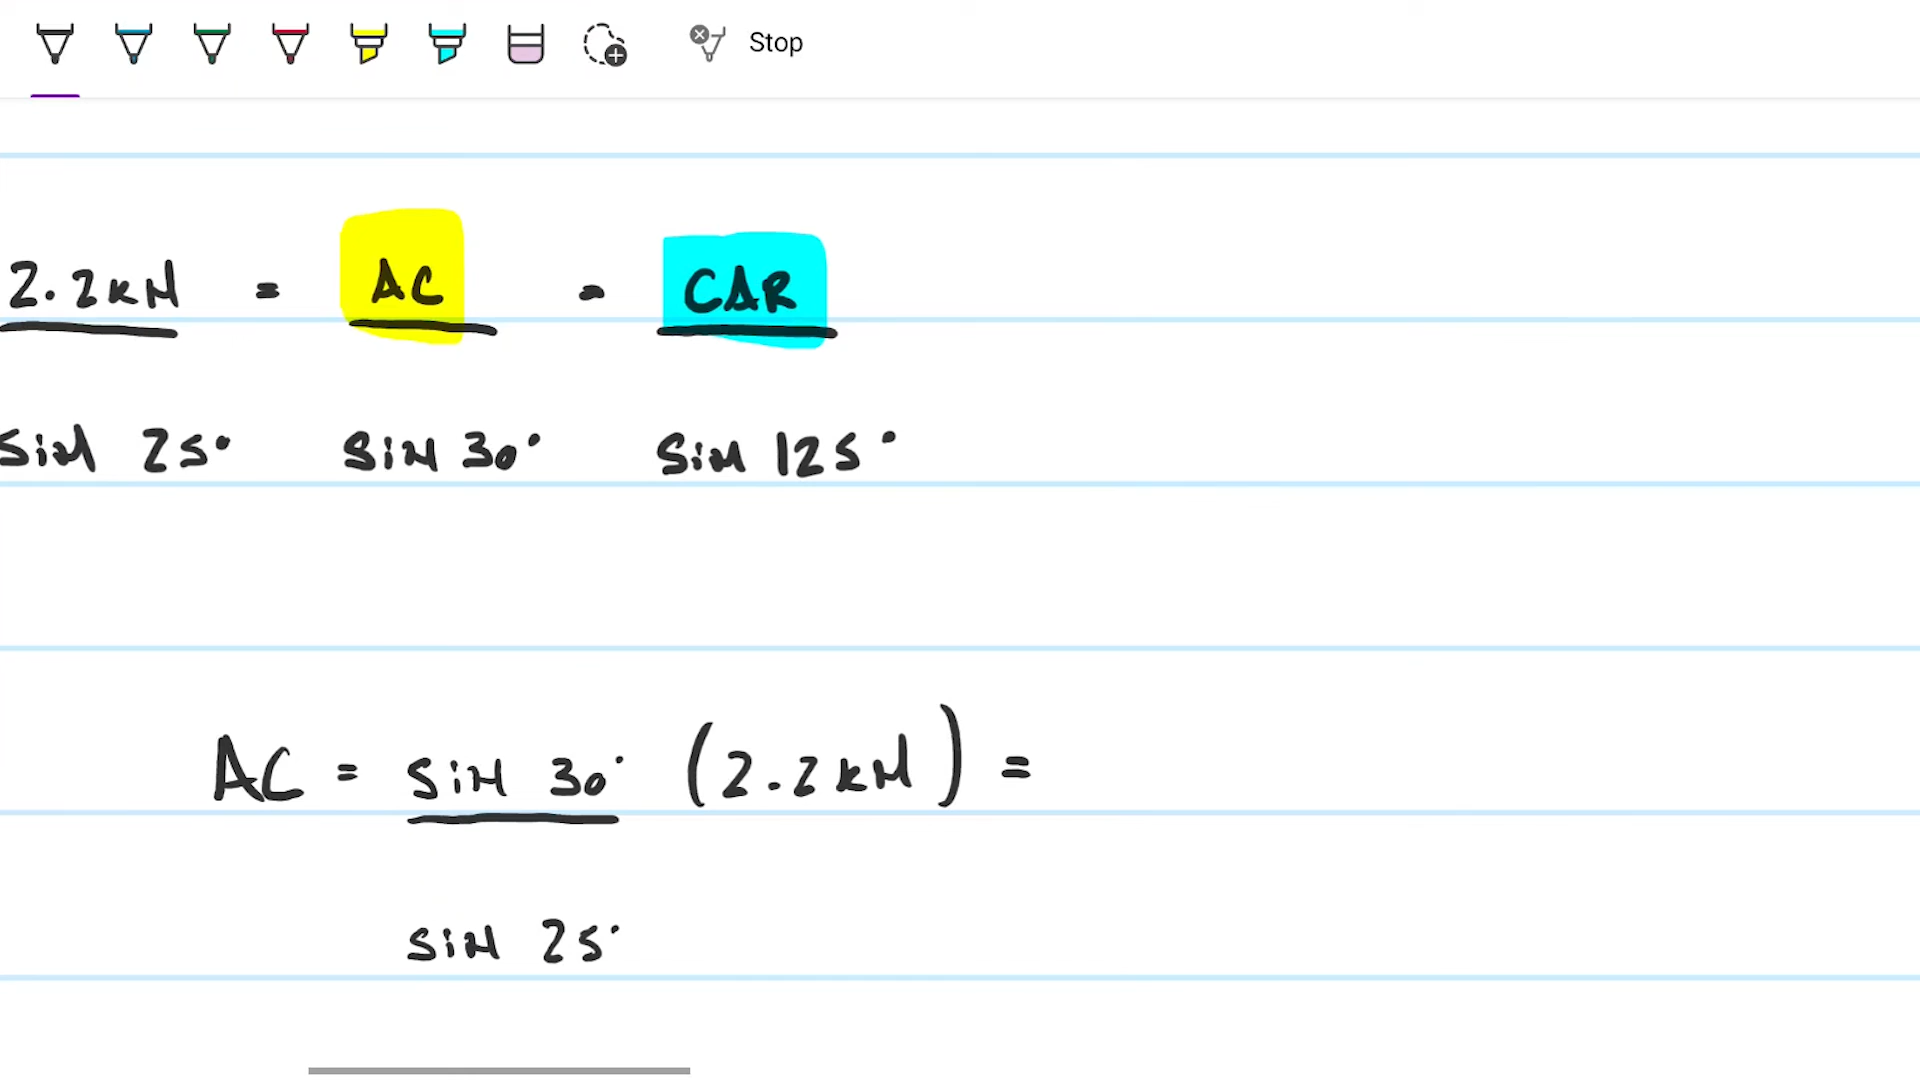 Stop
2.2kN = AC = CAR
sin 25° sin 30° sin 125°
AC = sin 30° (2.2kN) =
sin 25°